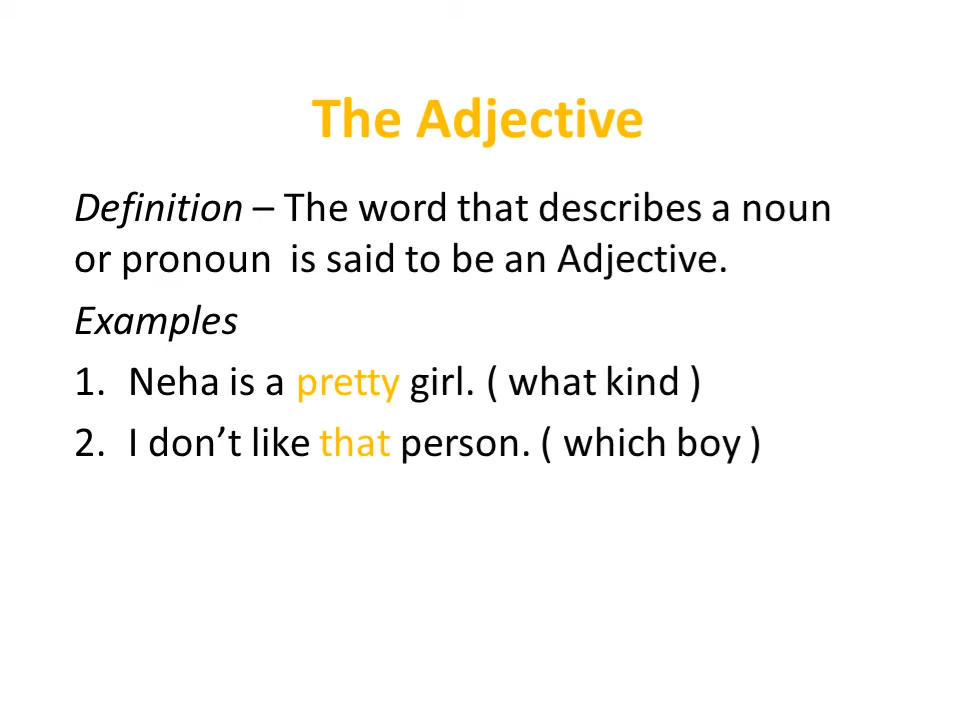 The Adjective
Definition – The word that describes a noun
or pronoun  is said to be an Adjective.
Examples
1. Neha is a pretty girl. ( what kind )
2. I don’t like that person. ( which boy )